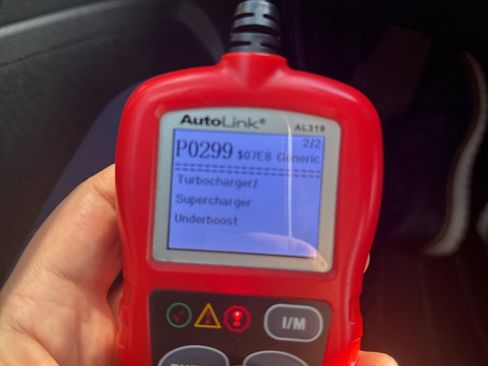 AutoLink®
AL319
2/2
P0299 $07E8 Generic
Turbocharger/
Supercharger
Underboost
I/M